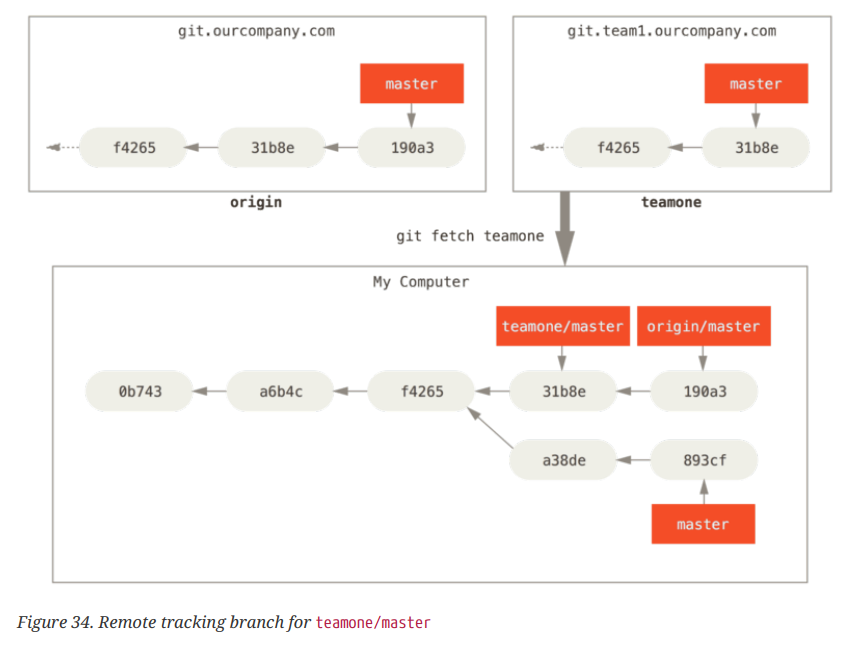 git.ourcompany.com
git.team1.ourcompany.com
master
master
f4265
31b8e
190a3
f4265
31b8e
origin
teamone
git fetch teamone
My Computer
teamone/master
origin/master
0b743
a6b4c
f4265
31b8e
190a3
a38de
893cf
master
Figure 34. Remote tracking branch for teamone/master